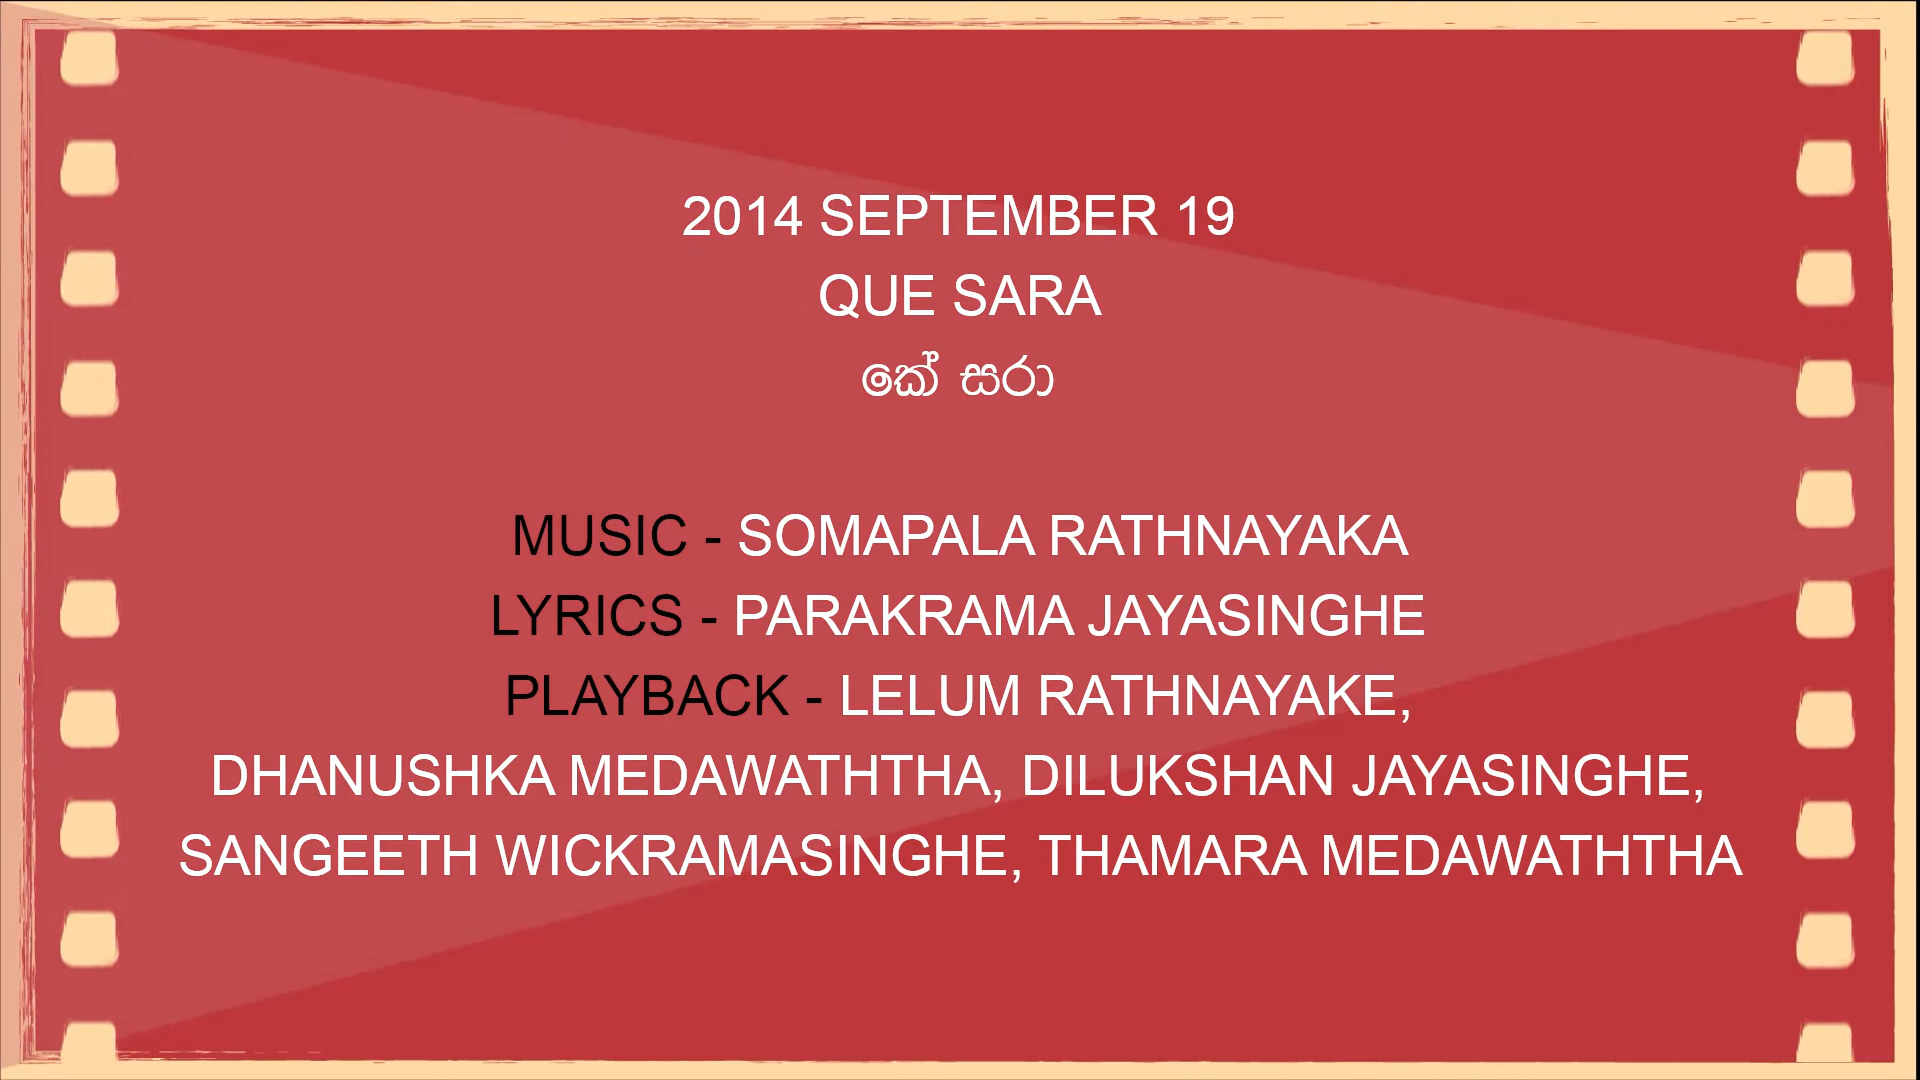 2014 SEPTEMBER 19
QUE SARA
කේ සරා
MUSIC - SOMAPALA RATHNAYAKA
LYRICS - PARAKRAMA JAYASINGHE
PLAYBACK - LELUM RATHNAYAKE,
DHANUSHKA MEDAWATHTHA, DILUKSHAN JAYASINGHE,
SANGEETH WICKRAMASINGHE, THAMARA MEDAWATHTHA